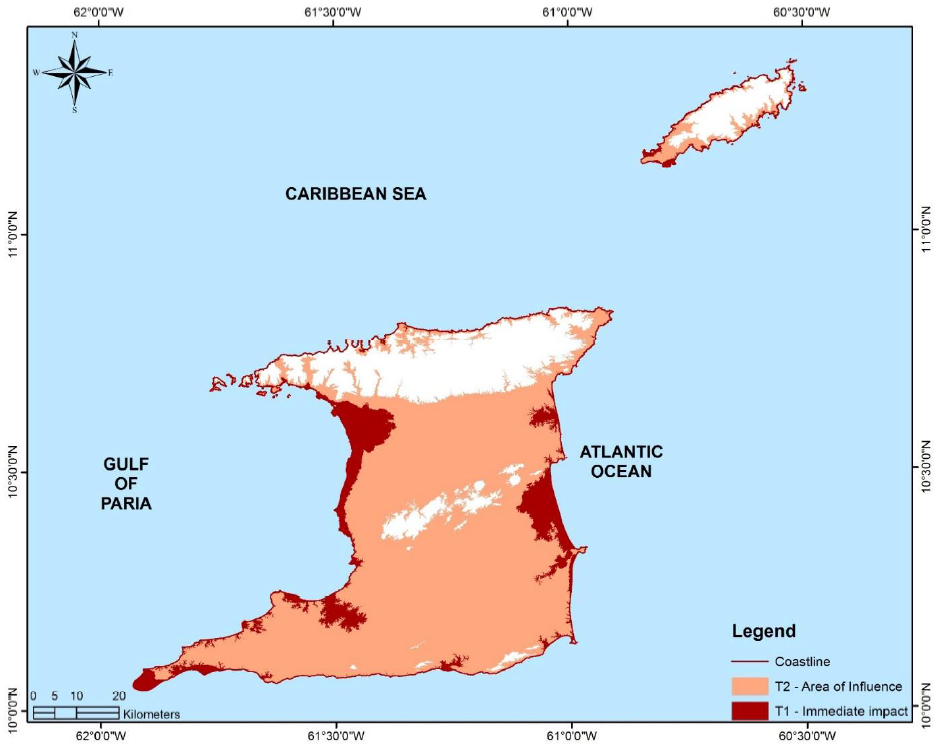 62°0'0"W 61°30'0"W 61°0'0"W 60°30'0"W
N
W E
S
CARIBBEAN SEA
11°0'0"N 11°0'0"N
GULF
OF
PARIA
ATLANTIC
OCEAN
10°30'0"N 10°30'0"N
Legend
Coastline
T2 - Area of Influence
T1 - Immediate impact
0 5 10 20
Kilometers
10°0'0"N 10°0'0"N
62°0'0"W 61°30'0"W 61°0'0"W 60°30'0"W